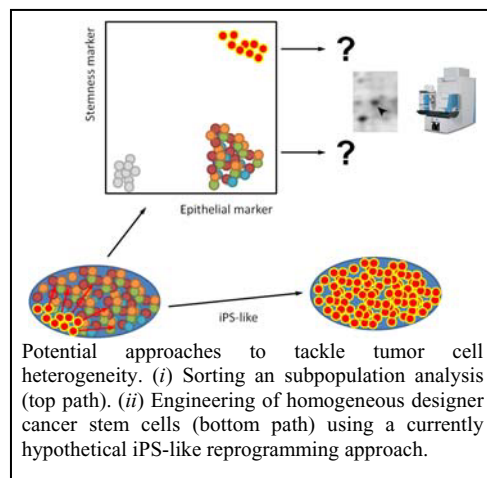 Stemness marker
?
?
Epithelial marker
iPS-like
Potential approaches to tackle tumor cell
heterogeneity. (i) Sorting an subpopulation analysis
(top path). (ii) Engineering of homogeneous designer
cancer stem cells (bottom path) using a currently
hypothetical iPS-like reprogramming approach.